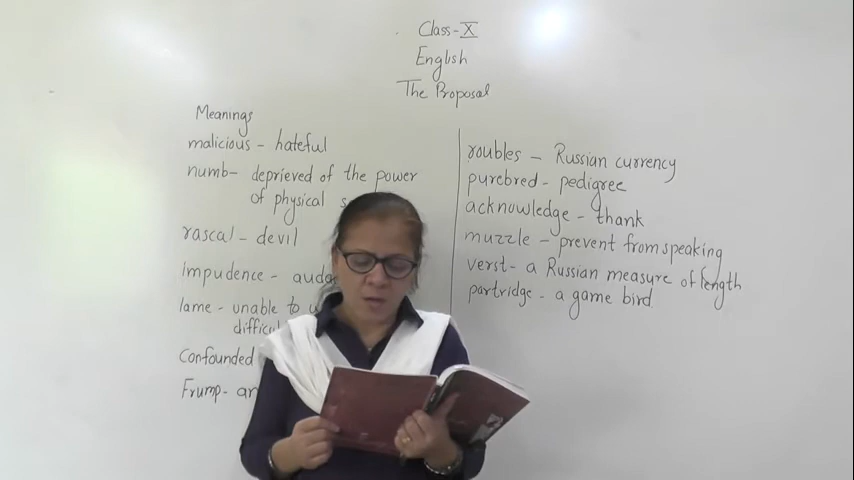 Class-X
English
The Proposal
Meanings
malicious - hateful
numb- deprieved of the power
of physical
rascal - devil
Impudence -
lame - unable to
Confounded
Frump-
roubles - Russian currency
purebred - pedigree
acknowledge - thank
muzzle - prevent from speaking
verst- a Russian measure of length
partridge - a game bird.